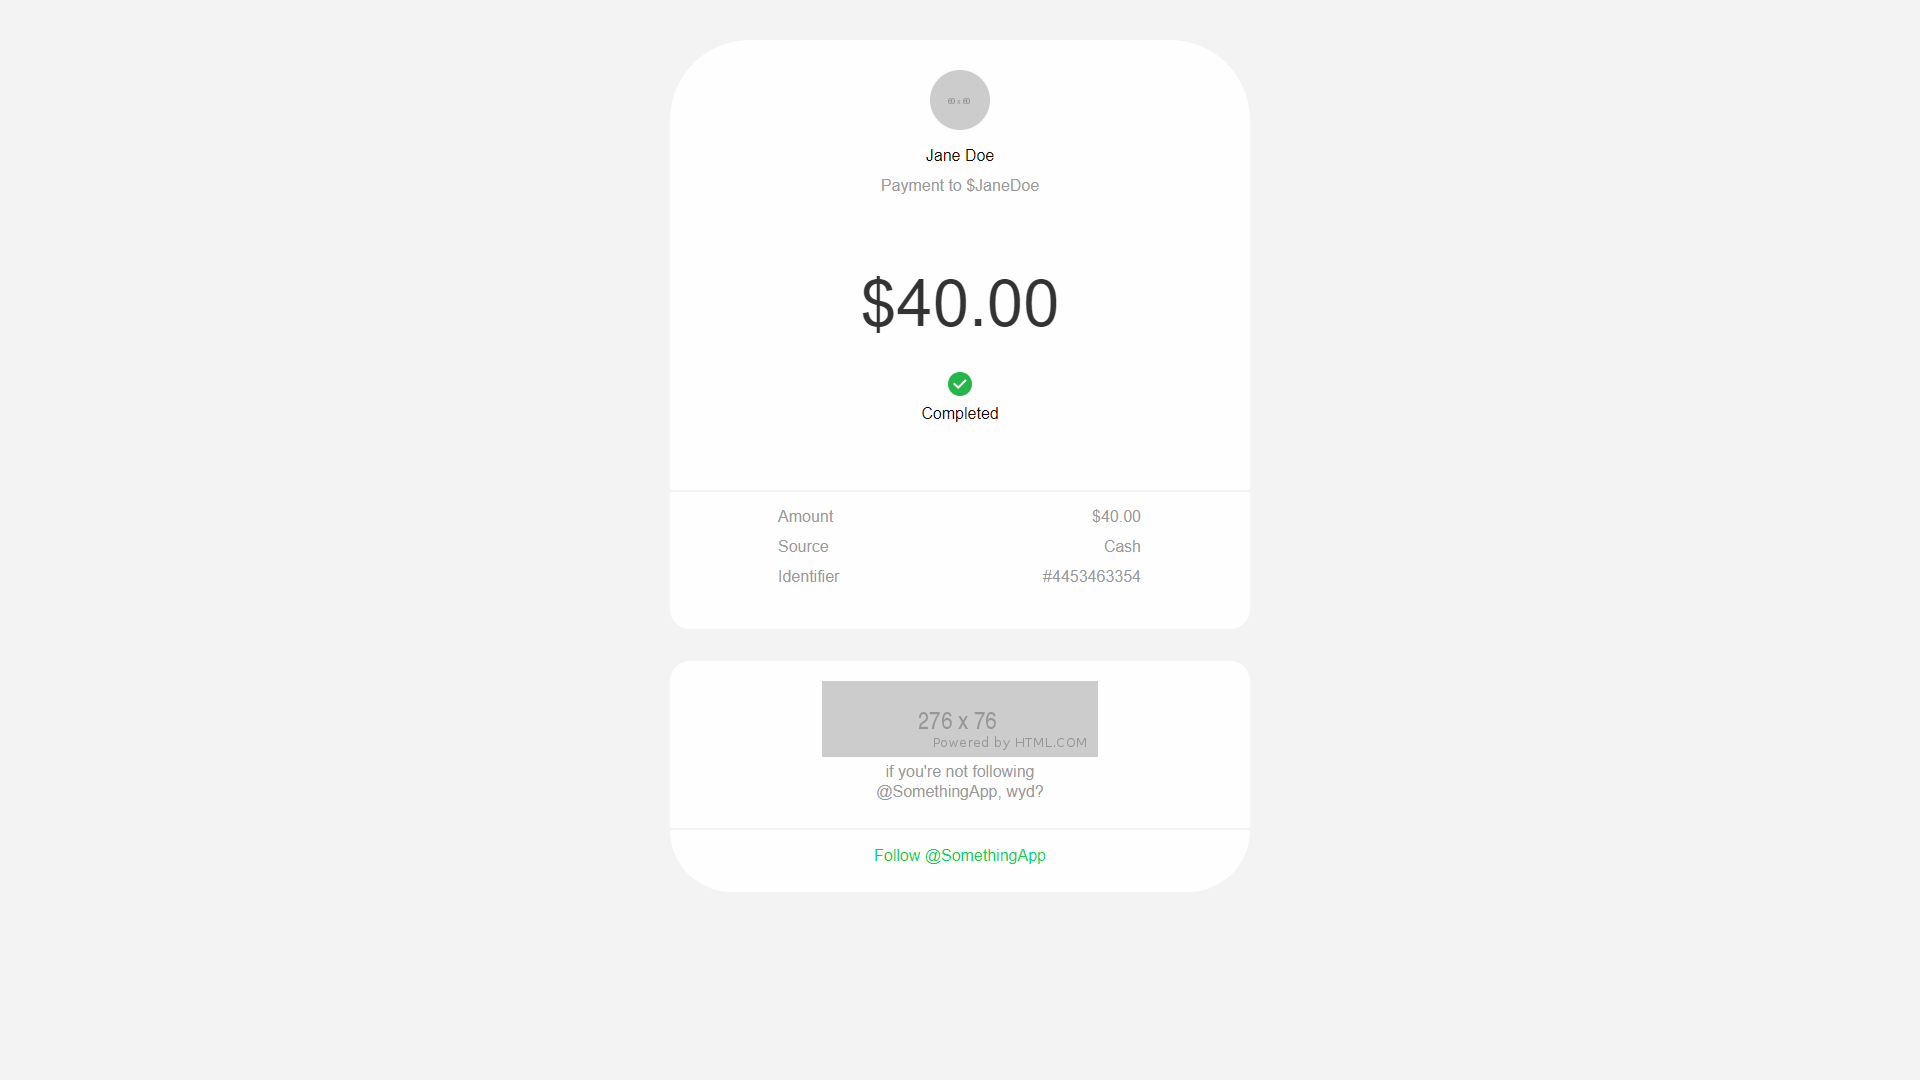 60 x 60
Jane Doe
Payment to $JaneDoe
$40.00
Completed
Amount $40.00
Source Cash
Identifier #4453463354
276 x 76
Powered by HTML.COM
if you're not following
@SomethingApp, wyd?
Follow @SomethingApp